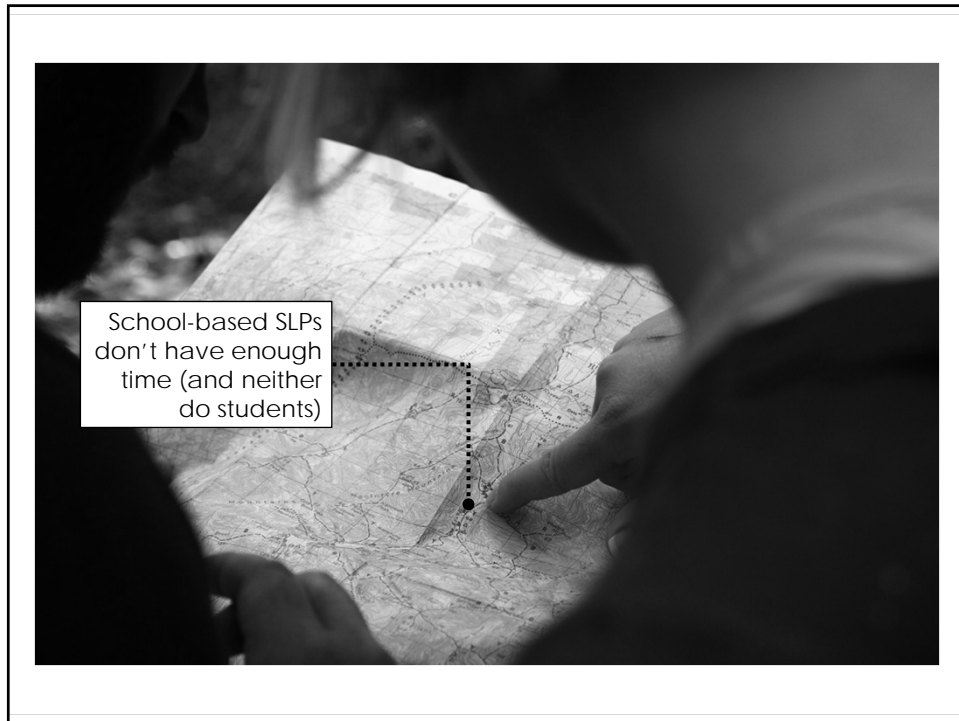 School-based SLPs
don't have enough
time (and neither
do students)